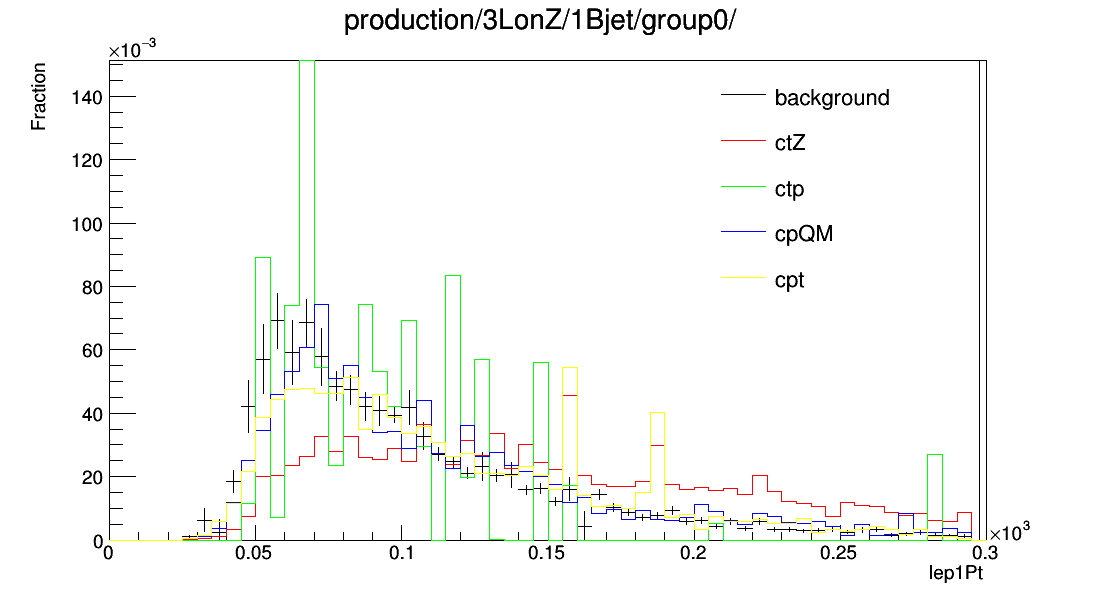 production/3LonZ/1Bjet/group0/
×10⁻³
Fraction
140
120
100
80
60
40
20
0
background
ctZ
ctp
cpQM
cpt
0 0.05 0.1 0.15 0.2 0.25 0.3
×10³
lep1Pt